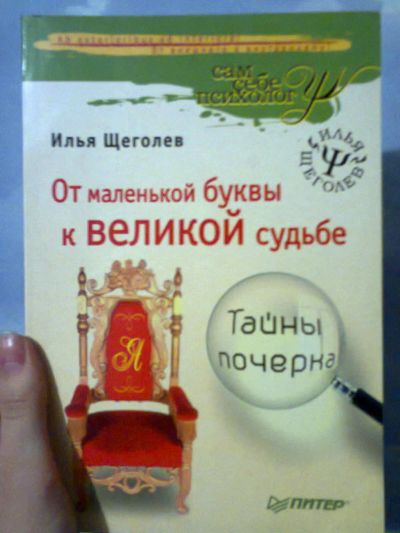 сам
себе
психолог
Илья Щеголев
ИЛЬЯ
ЩЕГОЛЕВ
От маленькой буквы
к великой судьбе
Тайны
почерка
Я
ПИТЕР